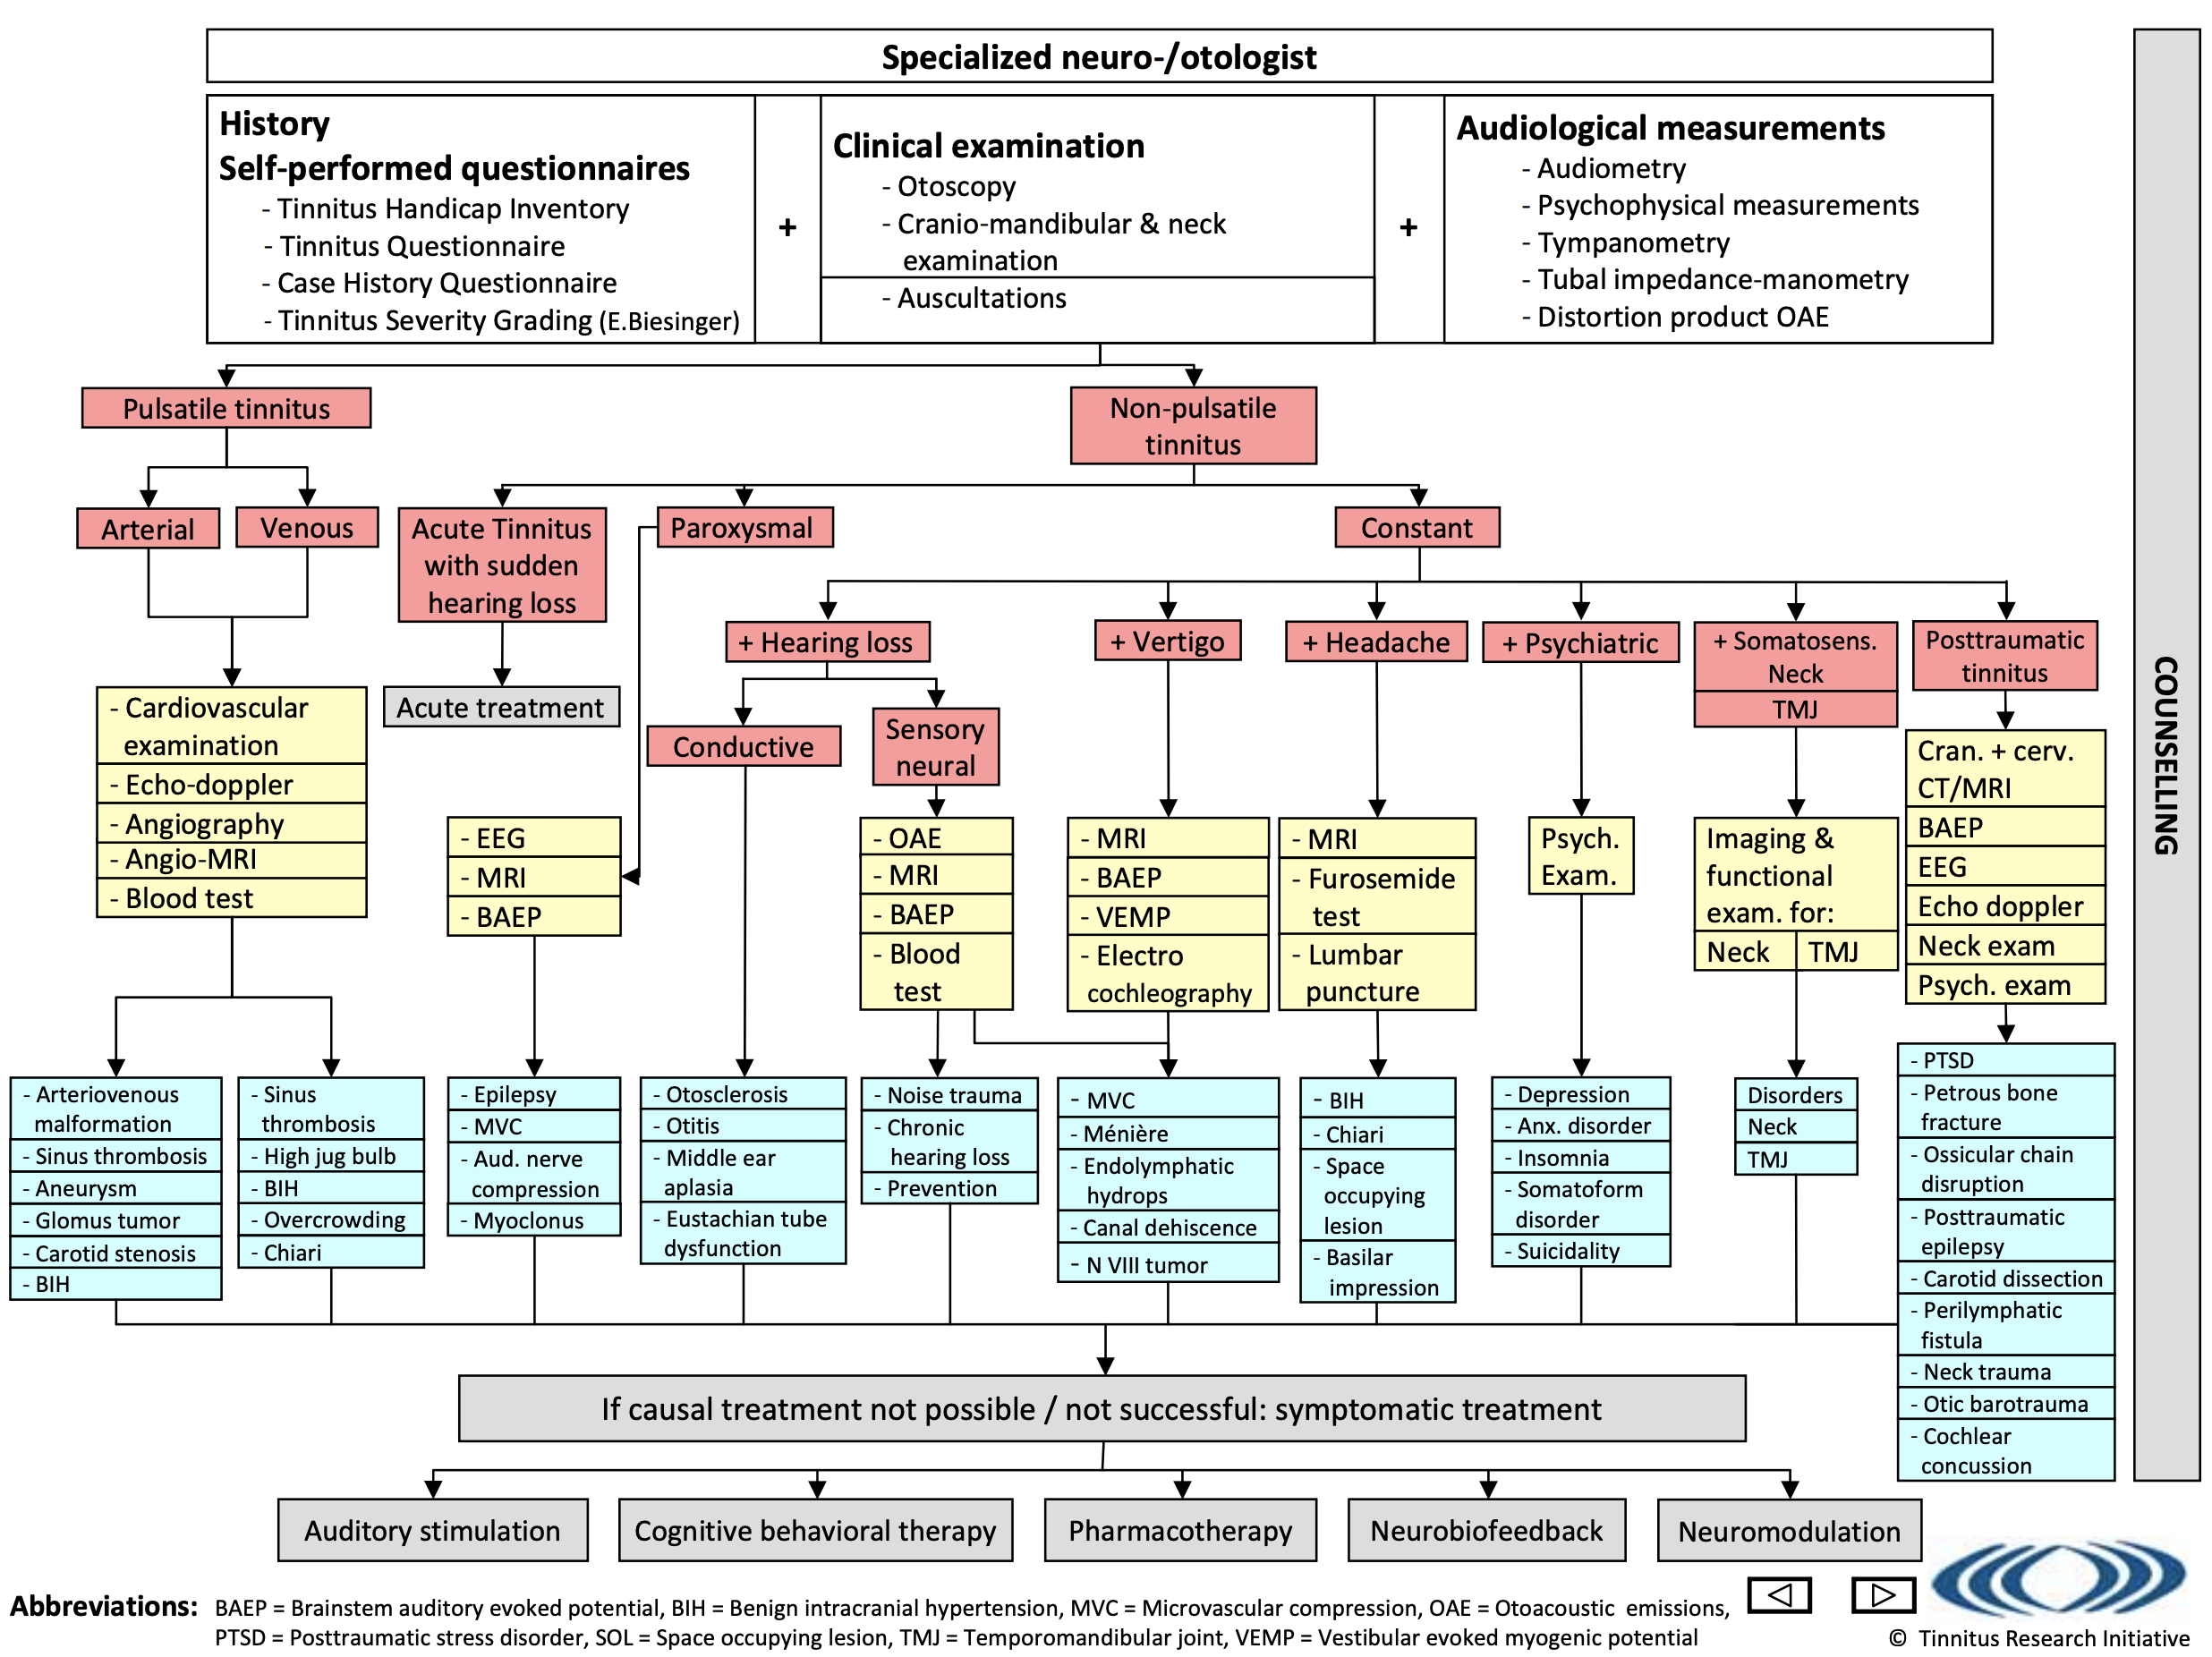 Specialized neuro-/otologist
History
Self-performed questionnaires
- Tinnitus Handicap Inventory
- Tinnitus Questionnaire
- Case History Questionnaire
- Tinnitus Severity Grading (E.Biesinger)
+
Clinical examination
- Otoscopy
- Cranio-mandibular & neck
examination
- Auscultations
+
Audiological measurements
- Audiometry
- Psychophysical measurements
- Tympanometry
- Tubal impedance-manometry
- Distortion product OAE
Pulsatile tinnitus
Non-pulsatile
tinnitus
Arterial
Venous
Acute Tinnitus
with sudden
hearing loss
Paroxysmal
Constant
+ Hearing loss
+ Vertigo
+ Headache
+ Psychiatric
+ Somatosens.
Neck
TMJ
Posttraumatic
tinnitus
Acute treatment
Conductive
Sensory
neural
- Cardiovascular
examination
- Echo-doppler
- Angiography
- Angio-MRI
- Blood test
- EEG
- MRI
- BAEP
- OAE
- MRI
- BAEP
- Blood
test
- MRI
- BAEP
- VEMP
- Electro
cochleography
- MRI
- Furosemide
test
- Lumbar
puncture
Psych.
Exam.
Imaging &
functional
exam. for:
Neck
TMJ
Cran. + cerv.
CT/MRI
BAEP
EEG
Echo doppler
Neck exam
Psych. exam
- Arteriovenous
malformation
- Sinus thrombosis
- Aneurysm
- Glomus tumor
- Carotid stenosis
- BIH
- Sinus
thrombosis
- High jug bulb
- BIH
- Overcrowding
- Chiari
- Epilepsy
- MVC
- Aud. nerve
compression
- Myoclonus
- Otosclerosis
- Otitis
- Middle ear
aplasia
- Eustachian tube
dysfunction
- Noise trauma
- Chronic
hearing loss
- Prevention
- MVC
- Ménière
- Endolymphatic
hydrops
- Canal dehiscence
- N VIII tumor
- BIH
- Chiari
- Space
occupying
lesion
- Basilar
impression
- Depression
- Anx. disorder
- Insomnia
- Somatoform
disorder
- Suicidality
Disorders
Neck
TMJ
- PTSD
- Petrous bone
fracture
- Ossicular chain
disruption
- Posttraumatic
epilepsy
- Carotid dissection
- Perilymphatic
fistula
- Neck trauma
- Otic barotrauma
- Cochlear
concussion
COUNSELLING
If causal treatment not possible / not successful: symptomatic treatment
Auditory stimulation
Cognitive behavioral therapy
Pharmacotherapy
Neurobiofeedback
Neuromodulation
Abbreviations: BAEP = Brainstem auditory evoked potential, BIH = Benign intracranial hypertension, MVC = Microvascular compression, OAE = Otoacoustic emissions,
PTSD = Posttraumatic stress disorder, SOL = Space occupying lesion, TMJ = Temporomandibular joint, VEMP = Vestibular evoked myogenic potential
© Tinnitus Research Initiative